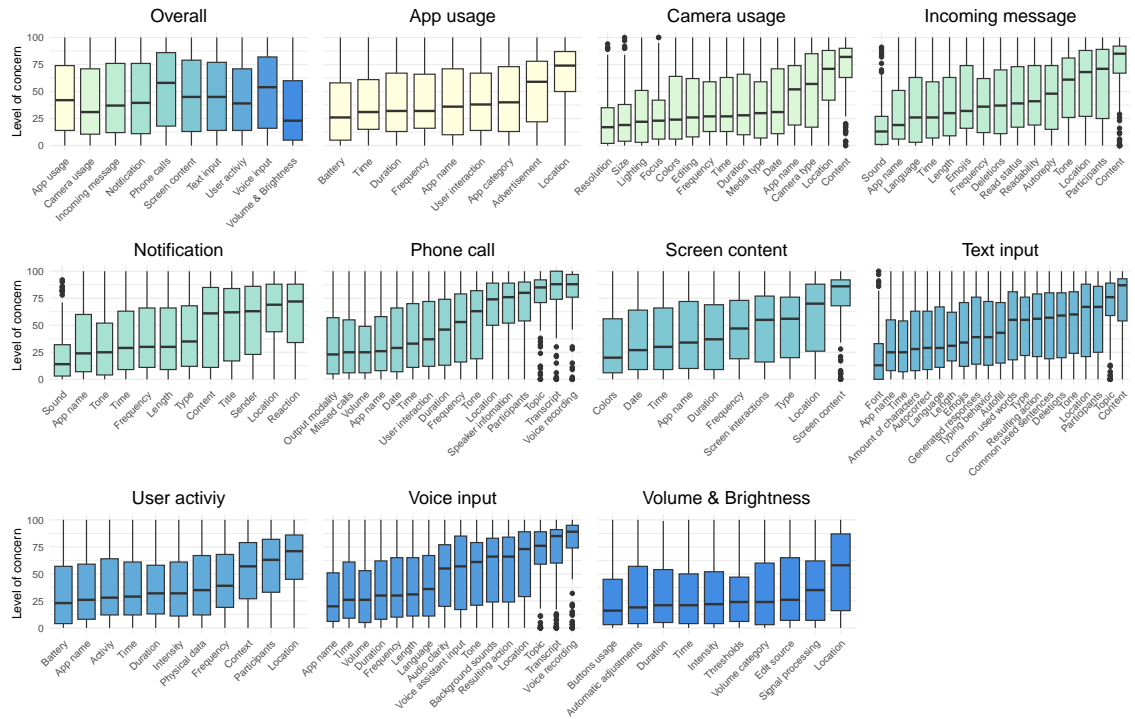 Overall
App usage
Camera usage
Incoming message
Level of concern
100
75
50
25
0
App usage
Camera usage
Incoming message
Notification
Phone calls
Screen content
Text input
User activiy
Voice input
Volume & Brightness
Battery
Time
Duration
Frequency
App name
User interaction
App category
Advertisement
Location
Resolution
Size
Lighting
Focus
Colors
Editing
Frequency
Time
Duration
Media type
Date
App name
Camera type
Location
Content
Sound
App name
Language
Time
Length
Emojis
Frequency
Deletions
Read status
Readability
Autoreply
Tone
Location
Participants
Content
Notification
Phone call
Screen content
Text input
Level of concern
100
75
50
25
0
Sound
App name
Tone
Time
Frequency
Length
Type
Content
Title
Sender
Location
Reaction
Output modality
Missed calls
Volume
App name
Date
Time
User interaction
Duration
Frequency
Tone
Location
Speaker infmation
Participants
Topic
Transcript
Voice recording
Colors
Date
Time
App name
Duration
Frequency
Screen interactions
Type
Location
Screen content
Font
App name
Time
Amount of characters
Autocorrect
Language
Length
Emojis
Generated responses
Typing behavior
Autofill
Common used words
Type
Resulting action
Common used sentences
Deletions
Tone
Location
Participants
Topic
Content
User activiy
Voice input
Volume & Brightness
Level of concern
100
75
50
25
0
Battery
App name
Activiy
Time
Duration
Intensity
Physical data
Frequency
Context
Participants
Location
App name
Time
Volume
Duration
Frequency
Length
Language
Audio clarity
Voice assistant input
Tone
Background sounds
Resulting action
Location
Topic
Transcript
Voice recording
Buttons usage
Automatic adjustments
Duration
Time
Intensity
Thresholds
Volume category
Edit source
Signal processing
Location